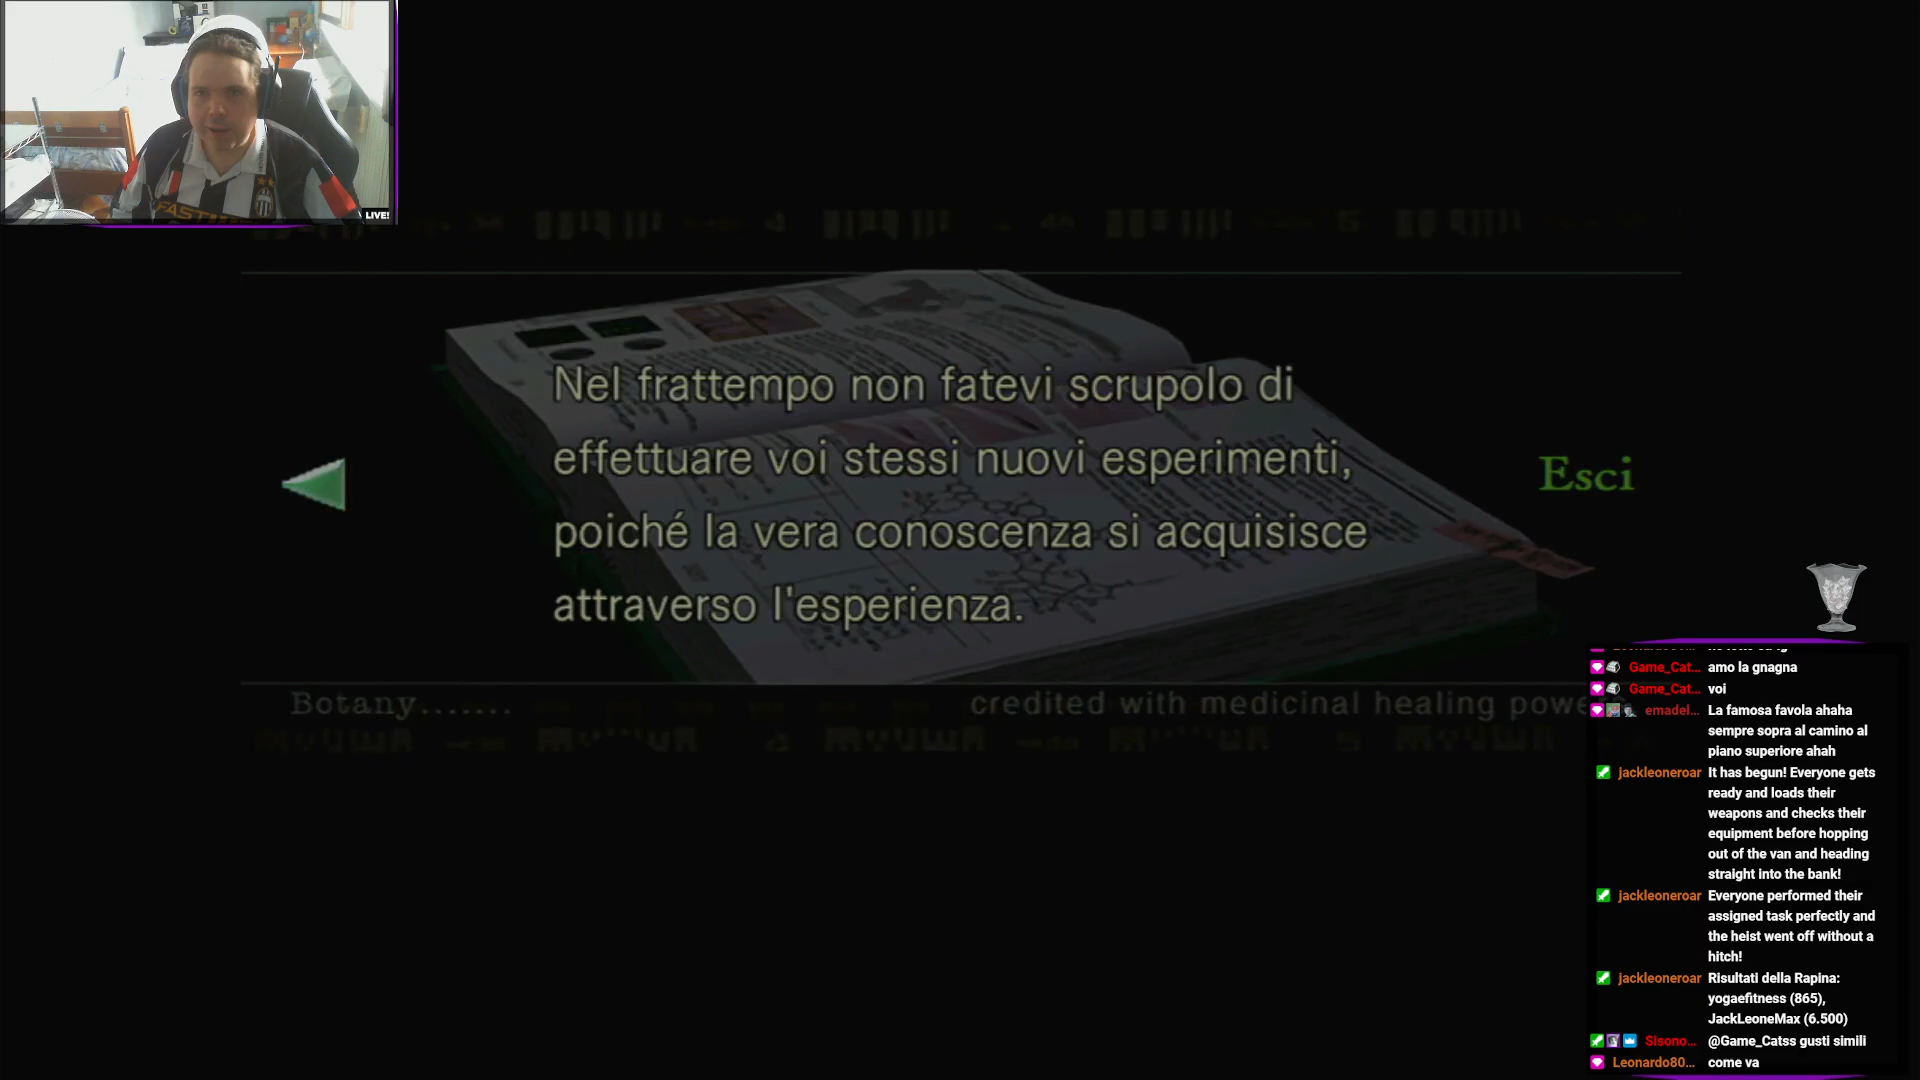 LIVE!
Nel frattempo non fatevi scrupolo di
effettuare voi stessi nuovi esperimenti,
poiché la vera conoscenza si acquisisce
attraverso l'esperienza.
Esci
Botany.......
credited with medicinal healing powe
Game_Cat... amo la gnagna
Game_Cat... voi
emadel... La famosa favola ahaha
sempre sopra al camino al
piano superiore ahah
jackleoneroar It has begun! Everyone gets
ready and loads their
weapons and checks their
equipment before hopping
out of the van and heading
straight into the bank!
jackleoneroar Everyone performed their
assigned task perfectly and
the heist went off without a
hitch!
jackleoneroar Risultati della Rapina:
yogaefitness (865),
JackLeoneMax (6.500)
Sisono... @Game_Catss gusti simili
Leonardo80... come va